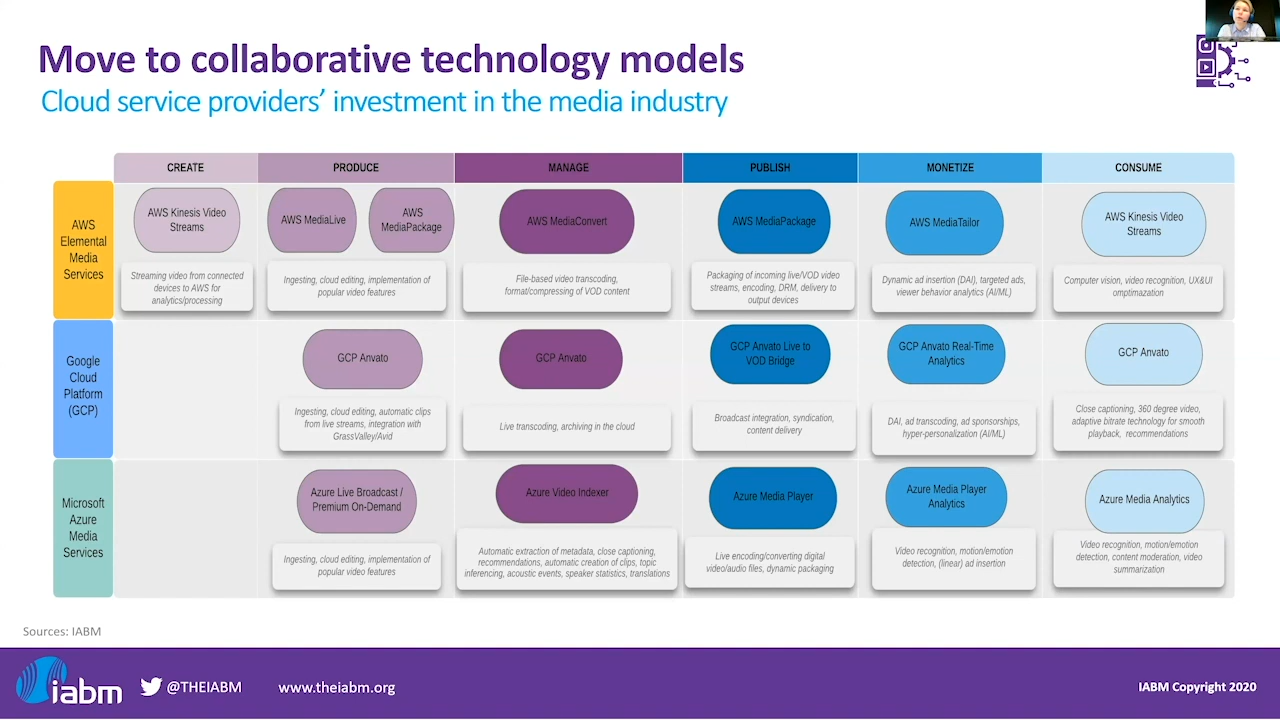 Move to collaborative technology models
Cloud service providers’ investment in the media industry
CREATE
PRODUCE
MANAGE
PUBLISH
MONETIZE
CONSUME
AWS
Elemental
Media
Services
AWS Kinesis Video
Streams
AWS MediaLive
AWS
MediaPackage
AWS MediaConvert
AWS MediaPackage
AWS MediaTailor
AWS Kinesis Video
Streams
Streaming video from connected
devices to AWS for
analytics/processing
Ingesting, cloud editing, implementation of
popular video features
File-based video transcoding,
format/compressing of VOD content
Packaging of incoming live/VOD video
streams, encoding, DRM, delivery to
output devices
Dynamic ad insertion (DAI), targeted ads,
viewer behavior analytics (AI/ML)
Computer vision, video recognition, UX&UI
omptimazation
Google
Cloud
Platform
(GCP)
GCP Anvato
GCP Anvato
GCP Anvato Live to
VOD Bridge
GCP Anvato Real-Time
Analytics
GCP Anvato
Ingesting, cloud editing, automatic clips
from live streams, integration with
GrassValley/Avid
Live transcoding, archiving in the cloud
Broadcast integration, syndication,
content delivery
DAI, ad transcoding, ad sponsorships,
hyper-personalization (AI/ML)
Close captioning, 360 degree video,
adaptive bitrate technology for smooth
playback, recommendations
Microsoft
Azure
Media
Services
Azure Live Broadcast /
Premium On-Demand
Azure Video Indexer
Azure Media Player
Azure Media Player
Analytics
Azure Media Analytics
Ingesting, cloud editing, implementation of
popular video features
Automatic extraction of metadata, close captioning,
recommendations, automatic creation of clips, topic
inferencing, acoustic events, speaker statistics, translations
Live encoding/converting digital
video/audio files, dynamic packaging
Video recognition, motion/emotion
detection, (linear) ad insertion
Video recognition, motion/emotion
detection, content moderation, video
summarization
Sources: IABM
iabm
@THEIABM
www.theiabm.org
IABM Copyright 2020